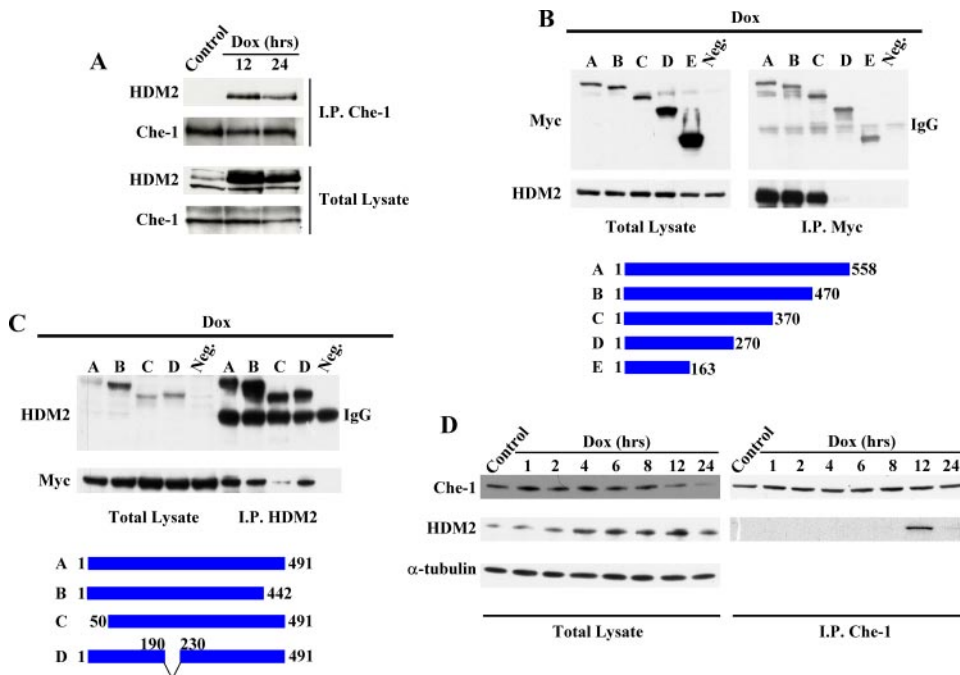 A
Control
Dox (hrs)
12 24
HDM2
Che-1
I.P. Che-1
HDM2
Che-1
Total Lysate
B
Dox
A B C D E Neg.
A B C D E Neg.
Myc
IgG
HDM2
Total Lysate
I.P. Myc
A 1 558
B 1 470
C 1 370
D 1 270
E 1 163
C
Dox
A B C D Neg. A B C D Neg.
HDM2
IgG
Myc
Total Lysate I.P. HDM2
A 1 491
B 1 442
C 50 491
190 230
D 1 491
D
Control
Dox (hrs)
1 2 4 6 8 12 24
Control
Dox (hrs)
1 2 4 6 8 12 24
Che-1
HDM2
α-tubulin
Total Lysate
I.P. Che-1